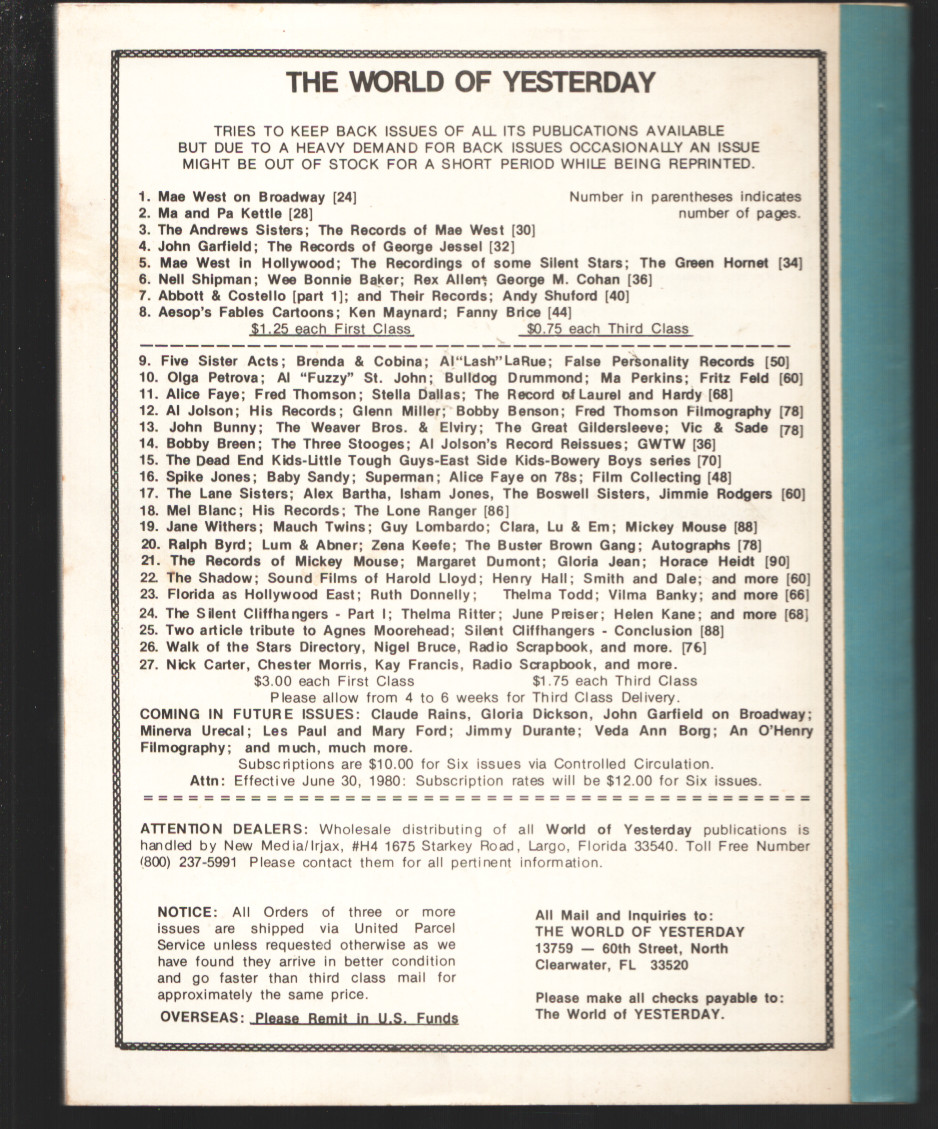 THE WORLD OF YESTERDAY
TRIES TO KEEP BACK ISSUES OF ALL ITS PUBLICATIONS AVAILABLE
BUT DUE TO A HEAVY DEMAND FOR BACK ISSUES OCCASIONALLY AN ISSUE
MIGHT BE OUT OF STOCK FOR A SHORT PERIOD WHILE BEING REPRINTED.
1. Mae West on Broadway [24] Number in parentheses indicates
2. Ma and Pa Kettle [28] number of pages.
3. The Andrews Sisters; The Records of Mae West [30]
4. John Garfield; The Records of George Jessel [32]
5. Mae West in Hollywood; The Recordings of some Silent Stars; The Green Hornet [34]
6. Nell Shipman; Wee Bonnie Baker; Rex Allen; George M. Cohan [36]
7. Abbott & Costello [part 1]; and Their Records; Andy Shuford [40]
8. Aesop's Fables Cartoons; Ken Maynard; Fanny Brice [44]
$1.25 each First Class $0.75 each Third Class
9. Five Sister Acts; Brenda & Cobina; Al "Lash" LaRue; False Personality Records [50]
10. Olga Petrova; Al "Fuzzy" St. John; Bulldog Drummond; Ma Perkins; Fritz Feld [60]
11. Alice Faye; Fred Thomson; Stella Dallas; The Record of Laurel and Hardy [68]
12. Al Jolson; His Records; Glenn Miller; Bobby Benson; Fred Thomson Filmography [78]
13. John Bunny; The Weaver Bros. & Elviry; The Great Gildersleeve; Vic & Sade [78]
14. Bobby Breen; The Three Stooges; Al Jolson's Record Reissues; GWTW [36]
15. The Dead End Kids-Little Tough Guys-East Side Kids-Bowery Boys series [70]
16. Spike Jones; Baby Sandy; Superman; Alice Faye on 78s; Film Collecting [48]
17. The Lane Sisters; Alex Bartha, Isham Jones, The Boswell Sisters, Jimmie Rodgers [60]
18. Mel Blanc; His Records; The Lone Ranger [86]
19. Jane Withers; Mauch Twins; Guy Lombardo; Clara, Lu & Em; Mickey Mouse [88]
20. Ralph Byrd; Lum & Abner; Zena Keefe; The Buster Brown Gang; Autographs [78]
21. The Records of Mickey Mouse; Margaret Dumont; Gloria Jean; Horace Heidt [90]
22. The Shadow; Sound Films of Harold Lloyd; Henry Hall; Smith and Dale; and more [60]
23. Florida as Hollywood East; Ruth Donnelly; Thelma Todd; Vilma Banky; and more [66]
24. The Silent Cliffhangers - Part I; Thelma Ritter; June Preiser; Helen Kane; and more [68]
25. Two article tribute to Agnes Moorehead; Silent Cliffhangers - Conclusion [88]
26. Walk of the Stars Directory, Nigel Bruce, Radio Scrapbook, and more. [76]
27. Nick Carter, Chester Morris, Kay Francis, Radio Scrapbook, and more.
$3.00 each First Class $1.75 each Third Class
Please allow from 4 to 6 weeks for Third Class Delivery.
COMING IN FUTURE ISSUES: Claude Rains, Gloria Dickson, John Garfield on Broadway;
Minerva Urecal; Les Paul and Mary Ford; Jimmy Durante; Veda Ann Borg; An O'Henry
Filmography; and much, much more.
Subscriptions are $10.00 for Six issues via Controlled Circulation.
Attn: Effective June 30, 1980: Subscription rates will be $12.00 for Six issues.
ATTENTION DEALERS: Wholesale distributing of all World of Yesterday publications is
handled by New Media/Irjax, #H4 1675 Starkey Road, Largo, Florida 33540. Toll Free Number
(800) 237-5991 Please contact them for all pertinent information.
NOTICE: All Orders of three or more
issues are shipped via United Parcel
Service unless requested otherwise as we
have found they arrive in better condition
and go faster than third class mail for
approximately the same price.
OVERSEAS: Please Remit in U.S. Funds
All Mail and Inquiries to:
THE WORLD OF YESTERDAY
13759 — 60th Street, North
Clearwater, FL 33520
Please make all checks payable to:
The World of YESTERDAY.